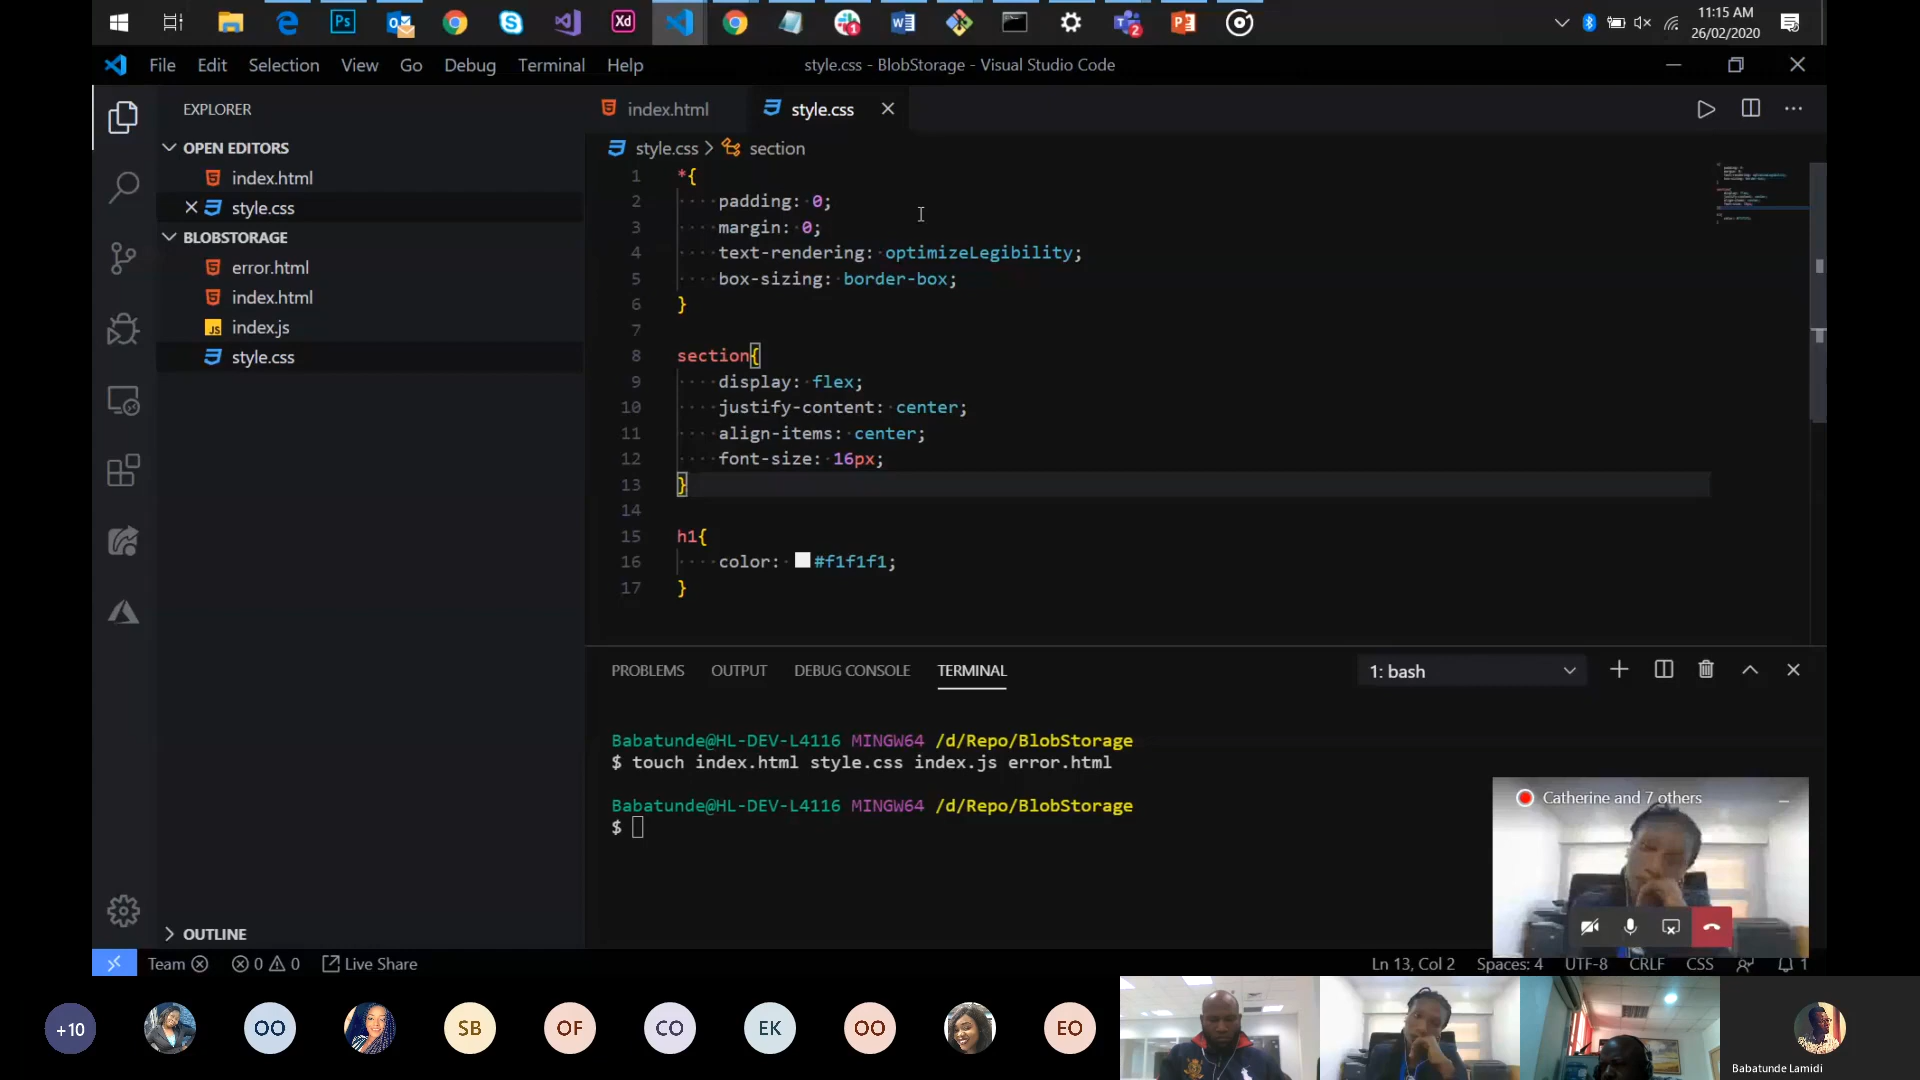 11:15 AM
26/02/2020
File Edit Selection View Go Debug Terminal Help
style.css - BlobStorage - Visual Studio Code
EXPLORER
OPEN EDITORS
index.html
style.css
BLOBSTORAGE
error.html
index.html
index.js
style.css
OUTLINE
index.html style.css
style.css > section
1 *{
2 ····padding:·0;
3 ····margin:·0;
4 ····text-rendering:·optimizeLegibility;
5 ····box-sizing:·border-box;
6 }
7
8 section{
9 ····display:·flex;
10 ····justify-content:·center;
11 ····align-items:·center;
12 ····font-size:·16px;
13 }
14
15 h1{
16 ····color:·#f1f1f1;
17 }
PROBLEMS OUTPUT DEBUG CONSOLE TERMINAL 1: bash
Babatunde@HL-DEV-L4116 MINGW64 /d/Repo/BlobStorage
$ touch index.html style.css index.js error.html
Babatunde@HL-DEV-L4116 MINGW64 /d/Repo/BlobStorage
$
Catherine and 7 others
Team 0 0 Live Share Ln 13, Col 2 Spaces: 4 UTF-8 CRLF CSS 1
+10 OO SB OF CO EK OO EO
Babatunde Lamidi